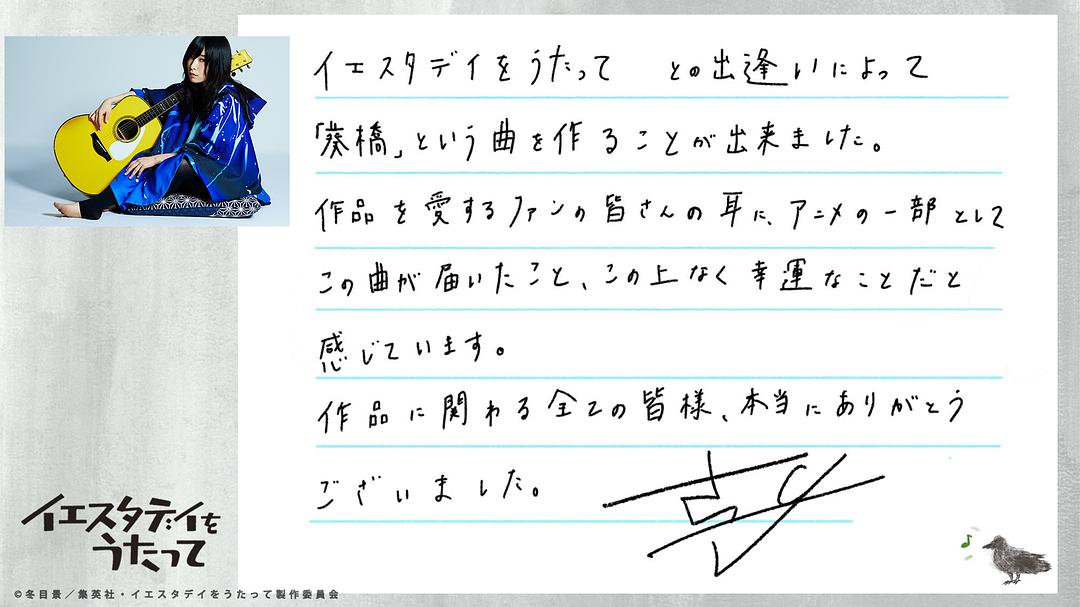 イエスタデイをうたって との出逢いによって
「葵橋」という曲を作ることが出来ました。
作品を愛するファンの皆さんの耳に、アニメの一部として
この曲が届いたこと、この上なく幸運なことだと
感じています。
作品に関わる全ての皆様、本当にありがとう
ございました。
イエスタデイを
うたって
©冬目景/集英社・イエスタデイをうたって製作委員会